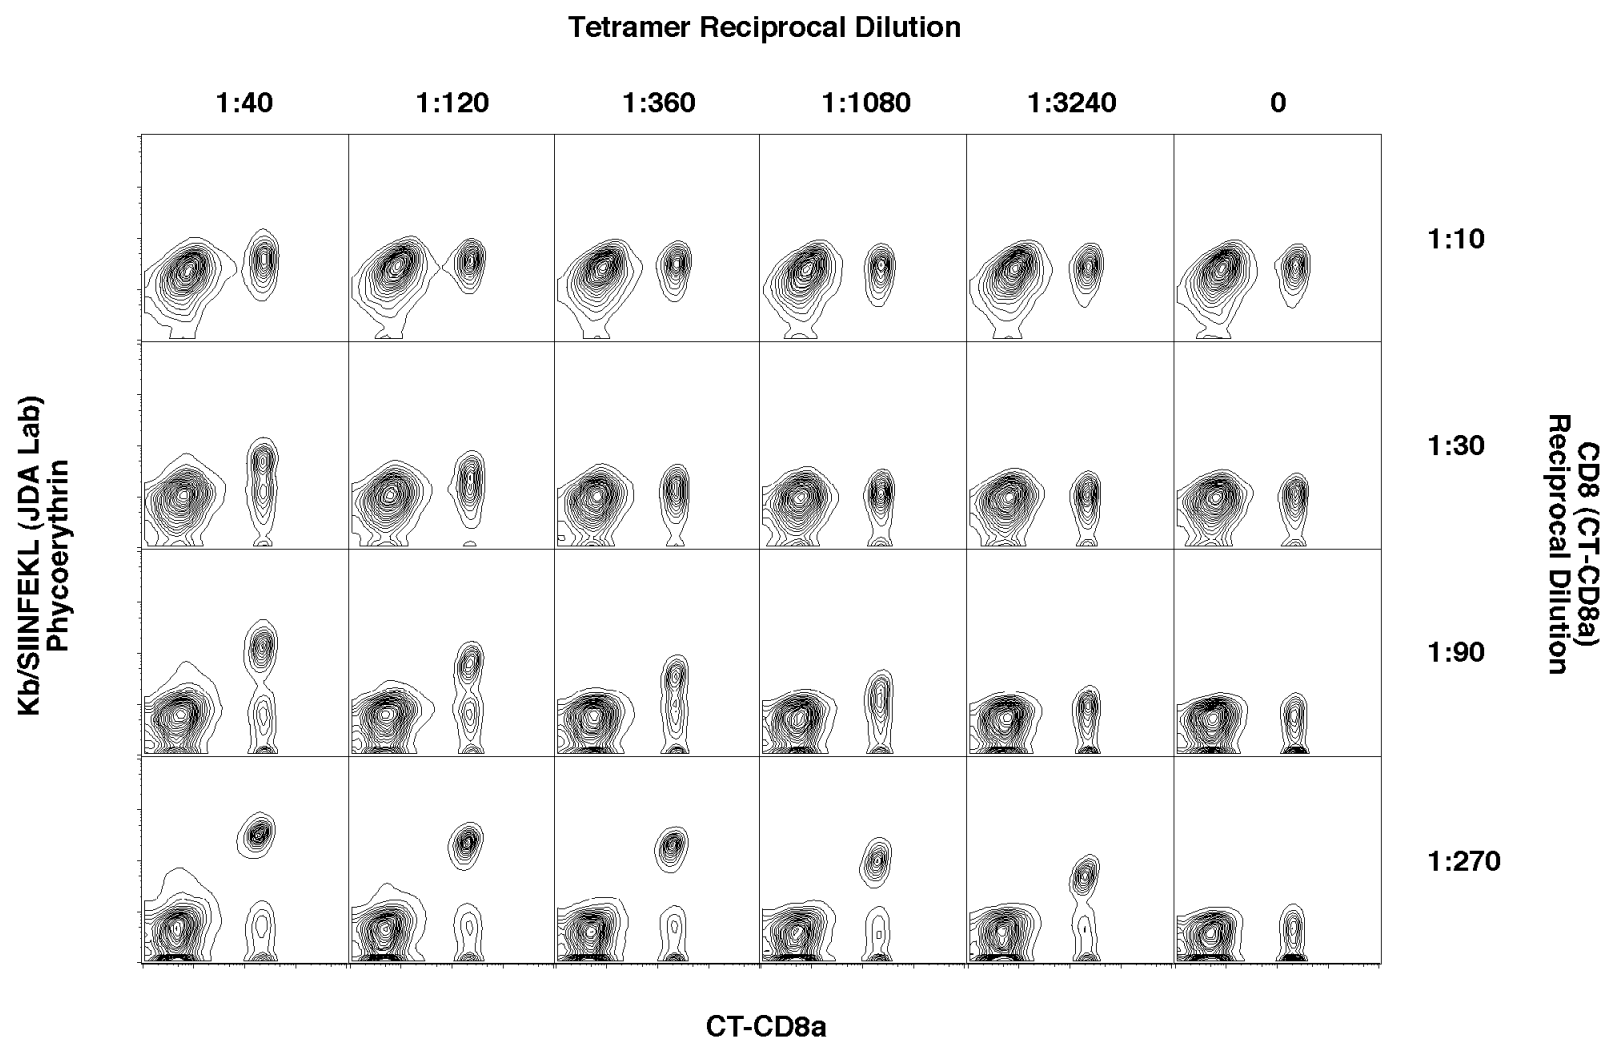 Tetramer Reciprocal Dilution
1:40 1:120 1:360 1:1080 1:3240 0
1:10
1:30
1:90
1:270
Kb/SIINFEKL (JDA Lab)
Phycoerythrin
CD8 (CT-CD8a)
Reciprocal Dilution
CT-CD8a